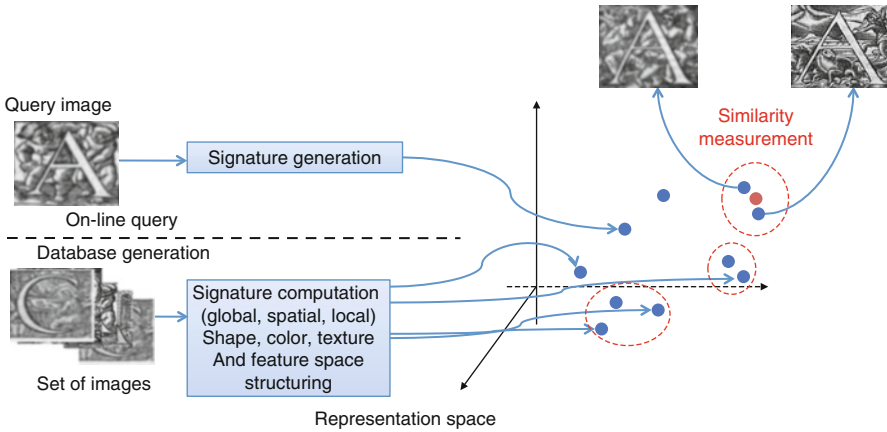 Query image
Signature generation
On-line query
Similarity
measurement
Database generation
Signature computation
(global, spatial, local)
Shape, color, texture
And feature space
structuring
Set of images
Representation space
A
A
A
C